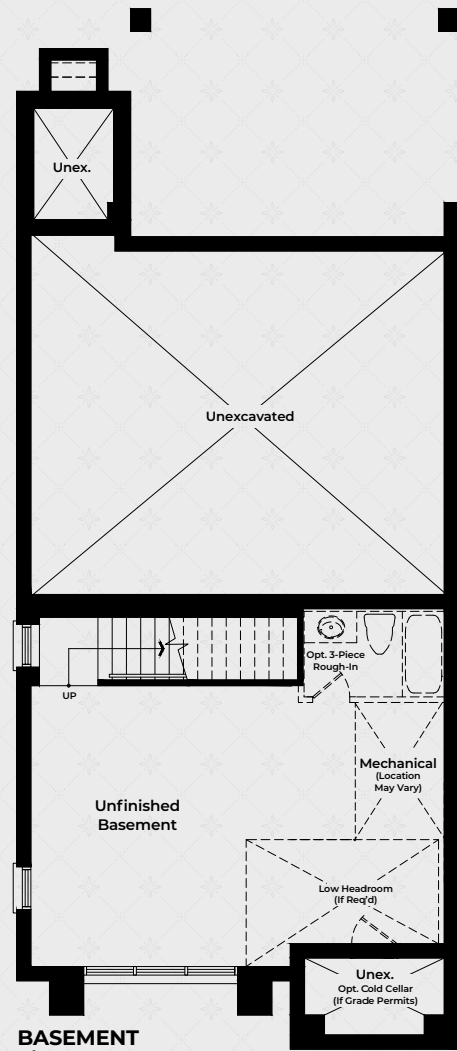 Unex.
Unexcavated
Opt. 3-Piece
Rough-In
UP
Mechanical
(Location
May Vary)
Unfinished
Basement
Low Headroom
(If Req'd)
Unex.
Opt. Cold Cellar
(If Grade Permits)
BASEMENT